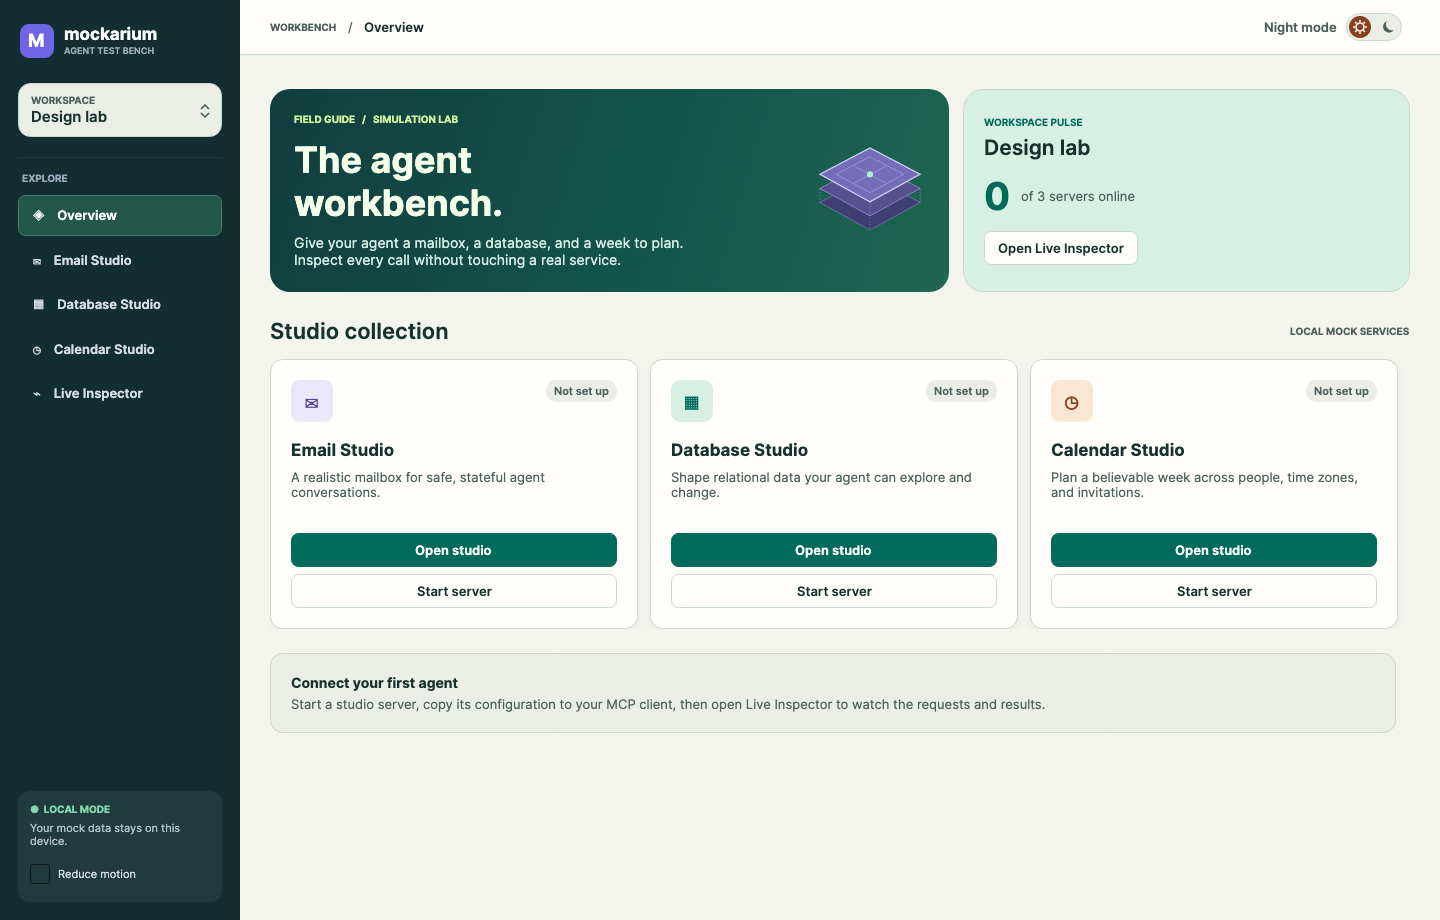 M
mockarium
AGENT TEST BENCH
WORKSPACE
Design lab
EXPLORE
Overview
Email Studio
Database Studio
Calendar Studio
Live Inspector
LOCAL MODE
Your mock data stays on this
device.
Reduce motion
WORKBENCH / Overview
Night mode
FIELD GUIDE / SIMULATION LAB
The agent
workbench.
Give your agent a mailbox, a database, and a week to plan.
Inspect every call without touching a real service.
WORKSPACE PULSE
Design lab
0 of 3 servers online
Open Live Inspector
Studio collection
LOCAL MOCK SERVICES
Not set up
Email Studio
A realistic mailbox for safe, stateful agent
conversations.
Open studio
Start server
Not set up
Database Studio
Shape relational data your agent can explore and
change.
Open studio
Start server
Not set up
Calendar Studio
Plan a believable week across people, time zones,
and invitations.
Open studio
Start server
Connect your first agent
Start a studio server, copy its configuration to your MCP client, then open Live Inspector to watch the requests and results.